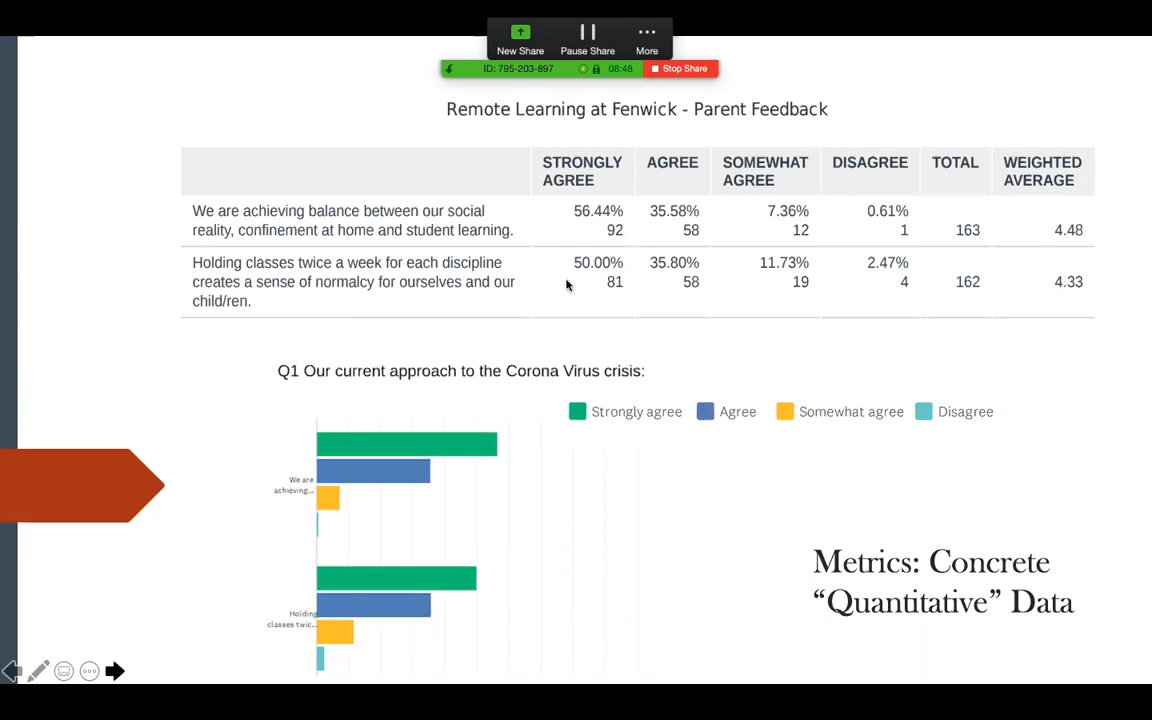 New Share Pause Share More
ID: 795-203-897 08:48 Stop Share
Remote Learning at Fenwick - Parent Feedback
STRONGLY AGREE SOMEWHAT DISAGREE TOTAL WEIGHTED
AGREE AGREE AVERAGE
We are achieving balance between our social 56.44% 35.58% 7.36% 0.61%
reality, confinement at home and student learning. 92 58 12 1 163 4.48
Holding classes twice a week for each discipline 50.00% 35.80% 11.73% 2.47%
creates a sense of normalcy for ourselves and our 81 58 19 4 162 4.33
child/ren.
Q1 Our current approach to the Corona Virus crisis:
Strongly agree Agree Somewhat agree Disagree
We are
achieving...
Holding
classes twic...
Metrics: Concrete
“Quantitative” Data